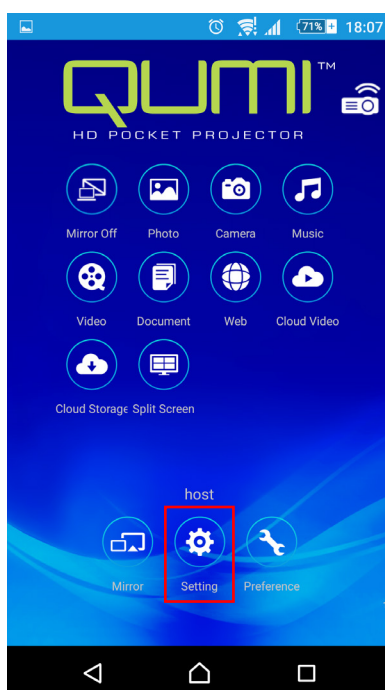 71% 18:07
QUMI™
HD POCKET PROJECTOR
Mirror Off Photo Camera Music
Video Document Web Cloud Video
Cloud Storage Split Screen
host
Mirror Setting Preference